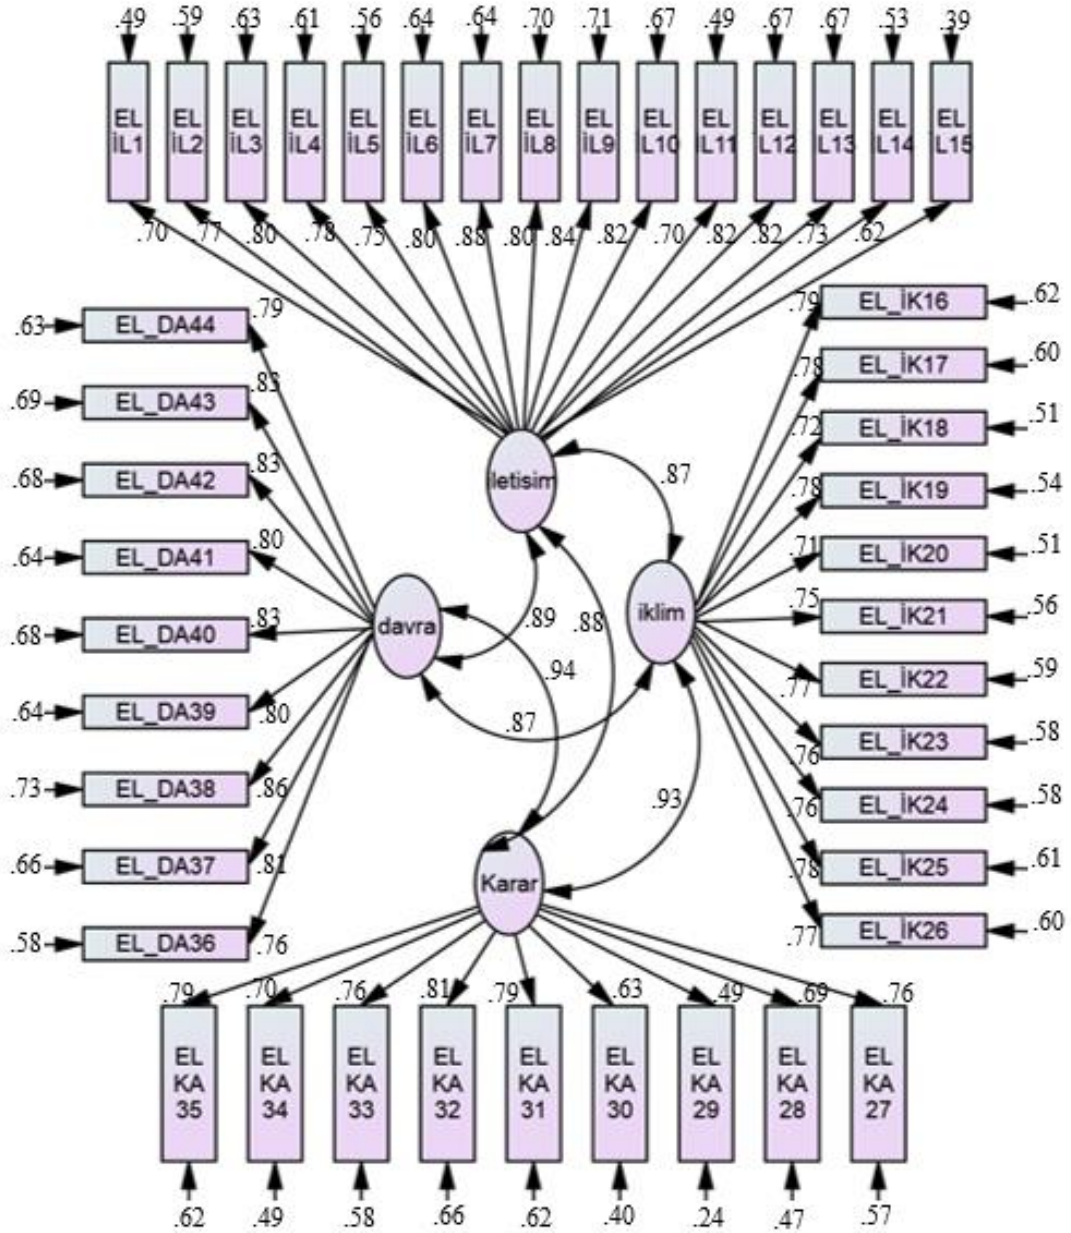 .49 .59 .63 .61 .56 .64 .64 .70 .71 .67 .49 .67 .67 .53 .39
EL EL EL EL EL EL EL EL EL EL EL EL EL EL EL
İL1 İL2 İL3 İL4 İL5 İL6 İL7 İL8 İL9 L10 IL11 L12 L13 L14 L15
.70 .77 .80 .78 .75 .80 .88 .80 .84 .82 .70 .82 .82 .73 .62
.63 EL_DA44 .79
.69 EL_DA43 .83
.68 EL_DA42 .83
.64 EL_DA41 .80
.68 EL_DA40 .83
.64 EL_DA39 .80
.73 EL_DA38 .86
.66 EL_DA37 .81
.58 EL_DA36 .76
letisim
davra
iklim
Karar
.87
.89
.88
.94
.87
.93
.79 EL_İK16 .62
.78 EL_İK17 .60
.72 EL_İK18 .51
.78 EL_İK19 .54
.71 EL_İK20 .51
.75 EL_İK21 .56
.77 EL_İK22 .59
.76 EL_İK23 .58
.76 EL_İK24 .58
.78 EL_İK25 .61
.77 EL_İK26 .60
.79 .70 .76 .81 .79 .63 .49 .69 .76
EL EL EL EL EL EL EL EL EL
KA KA KA KA KA KA KA KA KA
35 34 33 32 31 30 29 28 27
.62 .49 .58 .66 .62 .40 .24 .47 .57